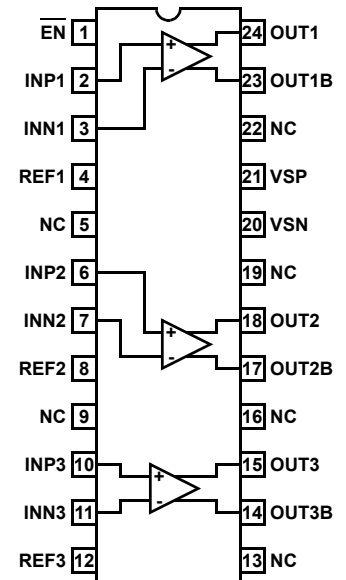 EN 1 24 OUT1
INP1 2 + - 23 OUT1B
INN1 3 22 NC
REF1 4 21 VSP
NC 5 20 VSN
INP2 6 19 NC
INN2 7 + 18 OUT2
REF2 8 - 17 OUT2B
NC 9 16 NC
INP3 10 + 15 OUT3
INN3 11 - 14 OUT3B
REF3 12 13 NC